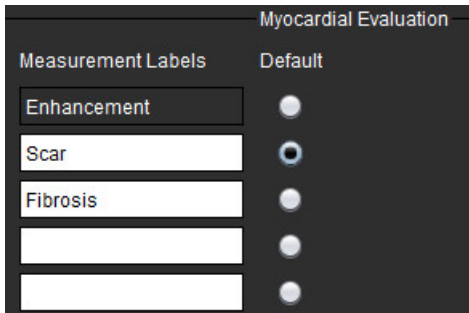 Myocardial Evaluation
Measurement Labels Default
Enhancement
Scar
Fibrosis